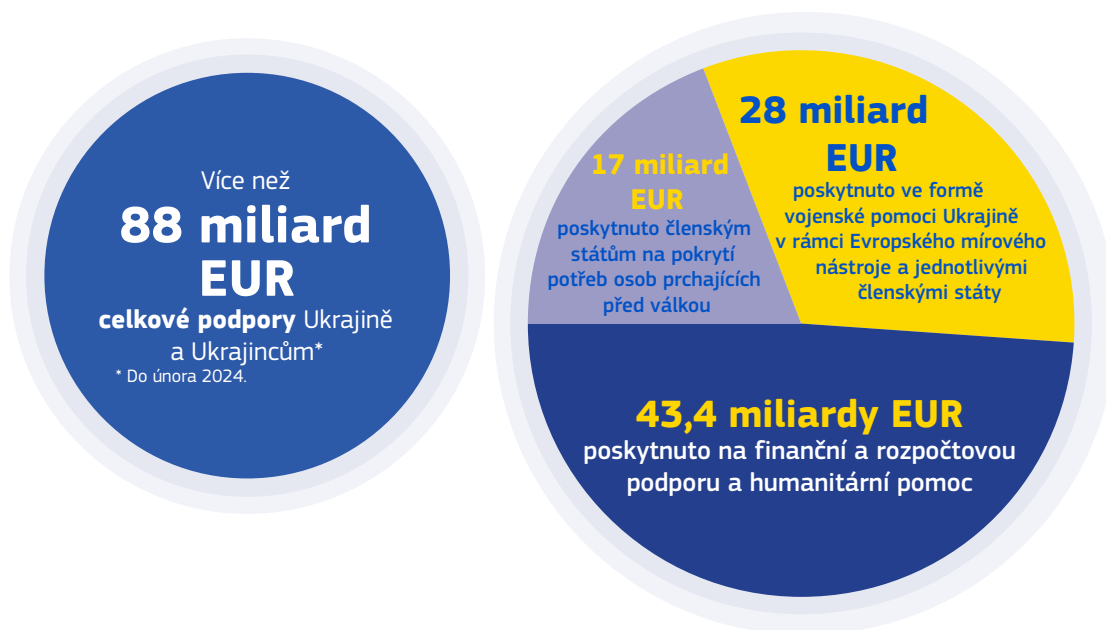 Více než
88 miliard
EUR
celkové podpory Ukrajině
a Ukrajincům*
* Do února 2024.
17 miliard
EUR
poskytnuto členským
státům na pokrytí
potřeb osob prchajících
před válkou
28 miliard
EUR
poskytnuto ve formě
vojenské pomoci Ukrajině
v rámci Evropského mírového
nástroje a jednotlivými
členskými státy
43,4 miliardy EUR
poskytnuto na finanční a rozpočtovou
podporu a humanitární pomoc